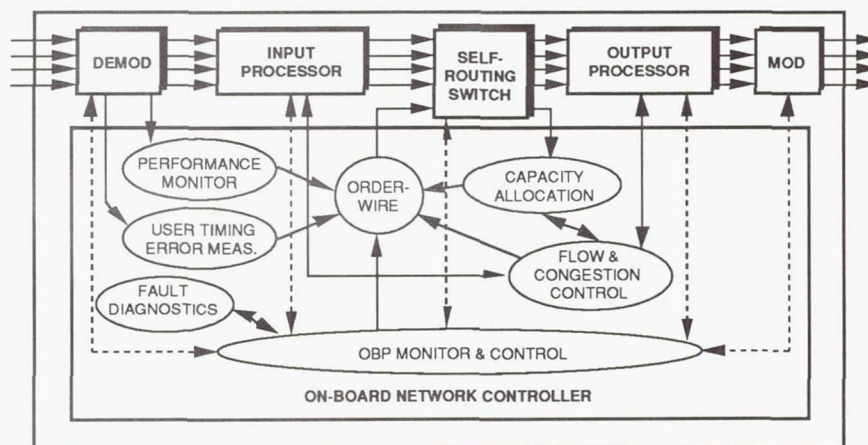 DEMOD
INPUT
PROCESSOR
SELF-
ROUTING
SWITCH
OUTPUT
PROCESSOR
MOD
PERFORMANCE
MONITOR
ORDER-
WIRE
CAPACITY
ALLOCATION
USER TIMING
ERROR MEAS.
FLOW &
CONGESTION
CONTROL
FAULT
DIAGNOSTICS
OBP MONITOR & CONTROL
ON-BOARD NETWORK CONTROLLER